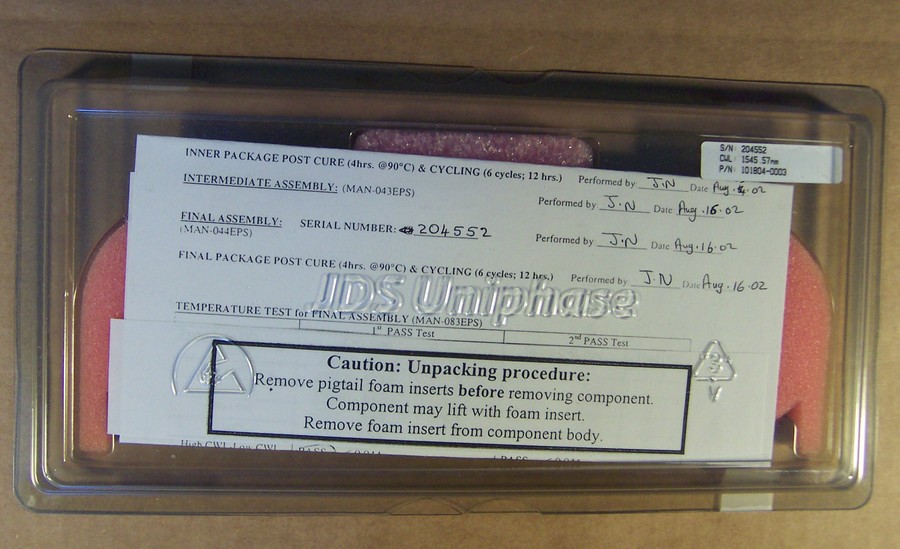 S/N: 204552
CWL: 1545.57nm
P/N: 101804-0003
INNER PACKAGE POST CURE (4hrs. @90°C) & CYCLING (6 cycles; 12 hrs.) Performed by: J.N Date Aug. 02
INTERMEDIATE ASSEMBLY: (MAN-043EPS) Performed by: J.N Date Aug.16.02
FINAL ASSEMBLY: SERIAL NUMBER: 204552 Performed by: J.N Date Aug.16.02
(MAN-044EPS)
FINAL PACKAGE POST CURE (4hrs. @90°C) & CYCLING (6 cycles; 12 hrs.) Performed by: J.N Date Aug.16.02
JDS Uniphase
TEMPERATURE TEST for FINAL ASSEMBLY (MAN-083EPS)
1st PASS Test 2nd PASS Test
Caution: Unpacking procedure:
Remove pigtail foam inserts before removing component.
Component may lift with foam insert.
Remove foam insert from component body.